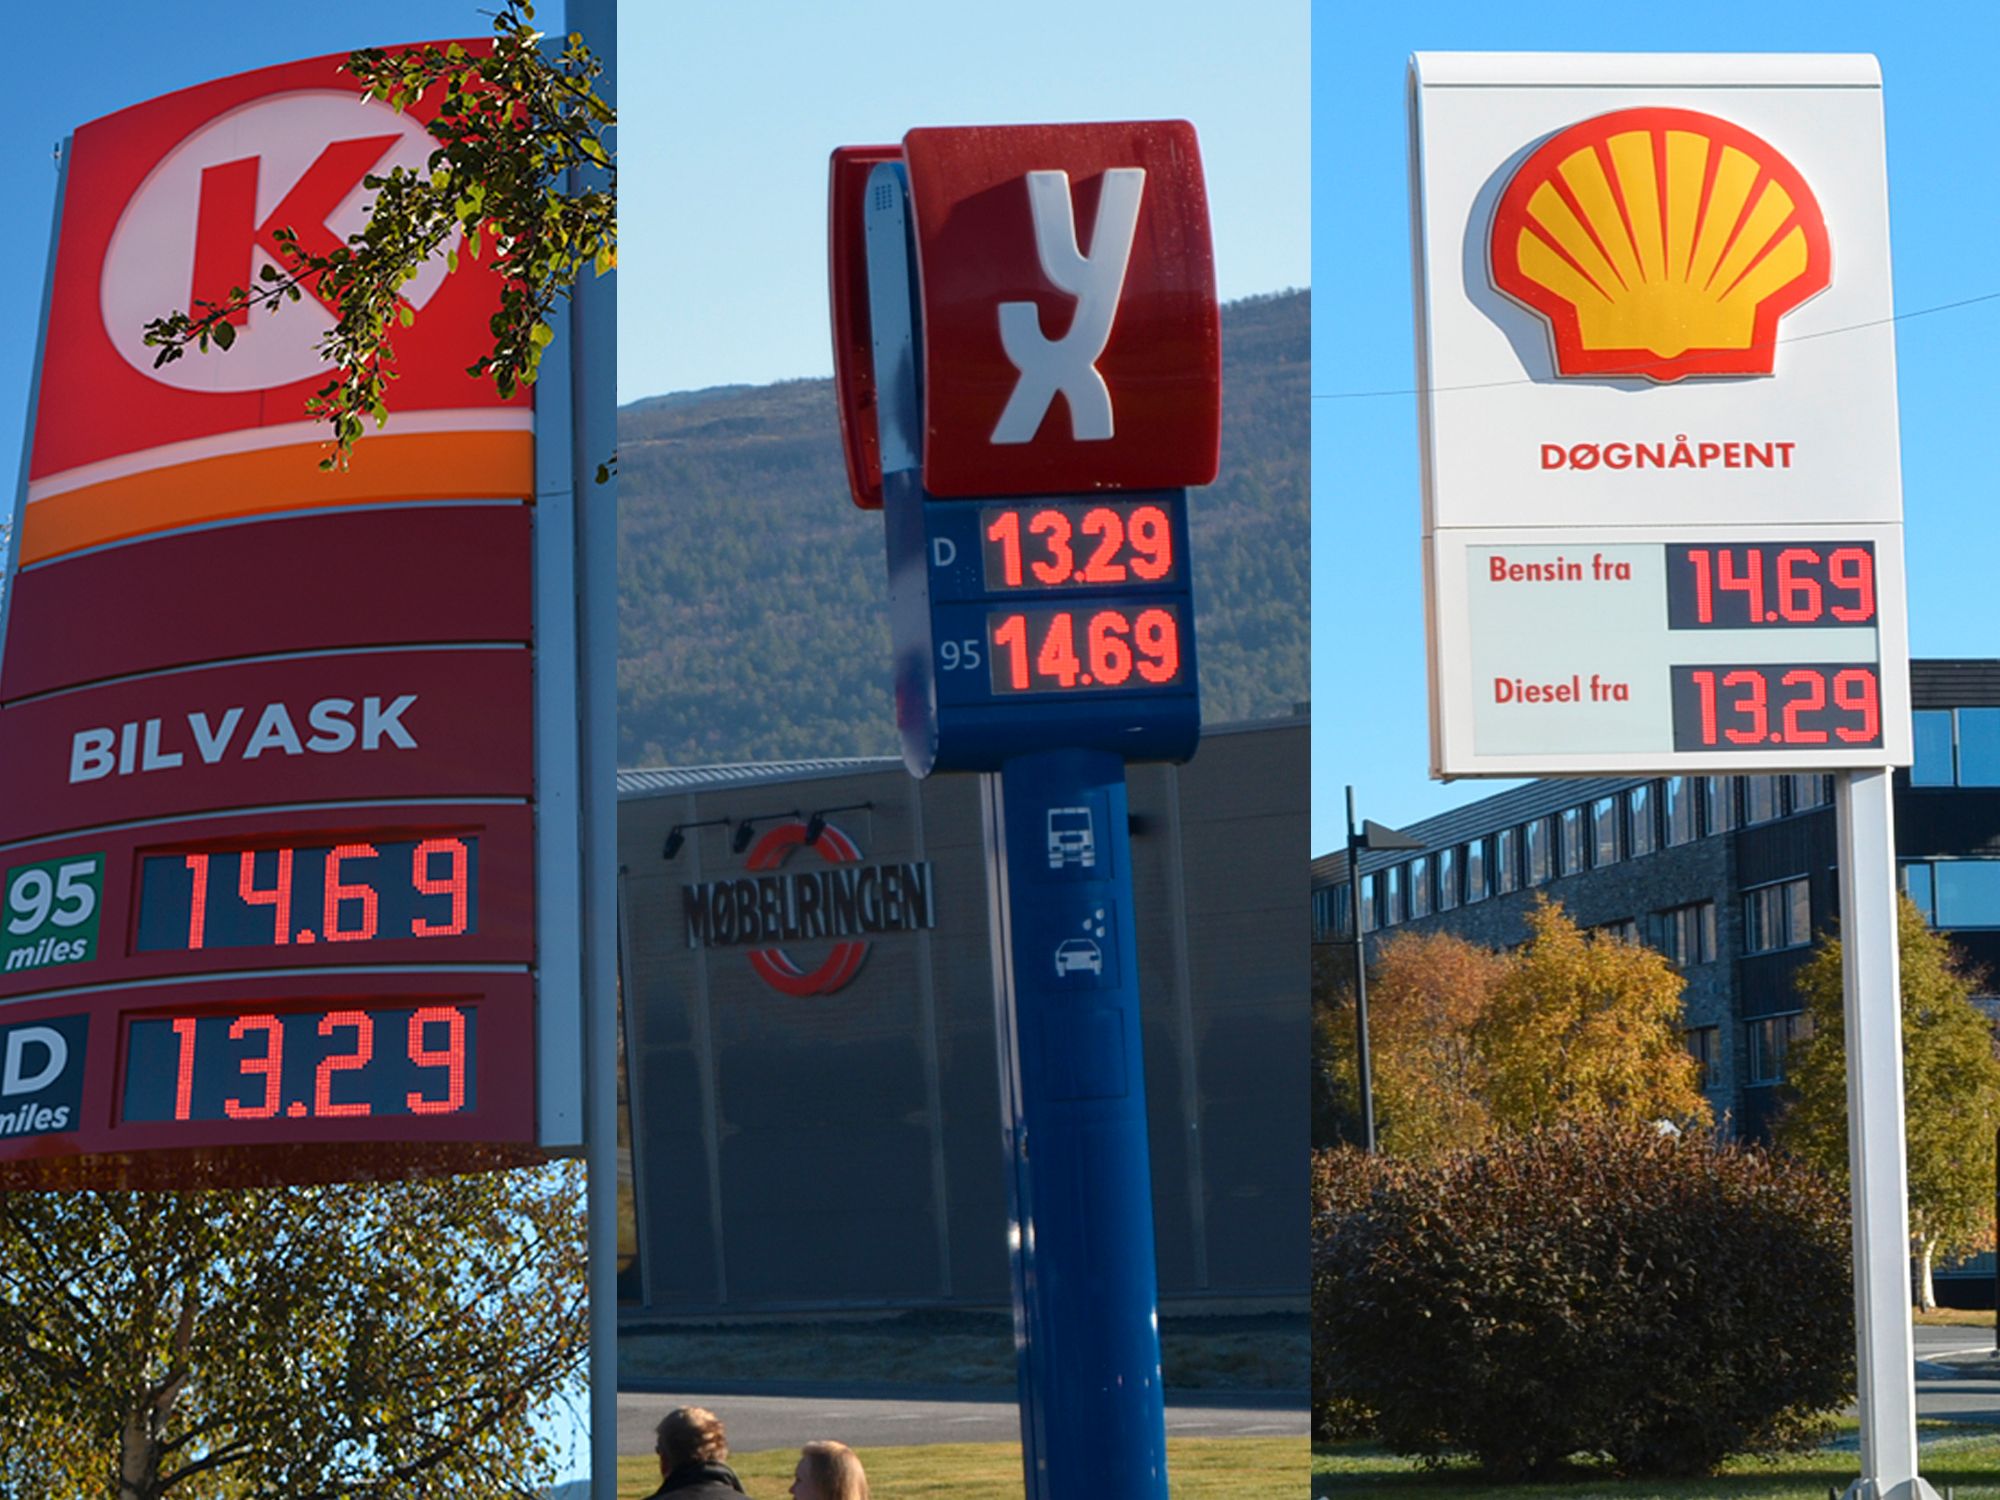 K
BILVASK
95 14.69
miles
D 13.29
miles
YX
D 13.29
95 14.69
MØBELRINGEN
DØGNÅPENT
Bensin fra 14.69
Diesel fra 13.29